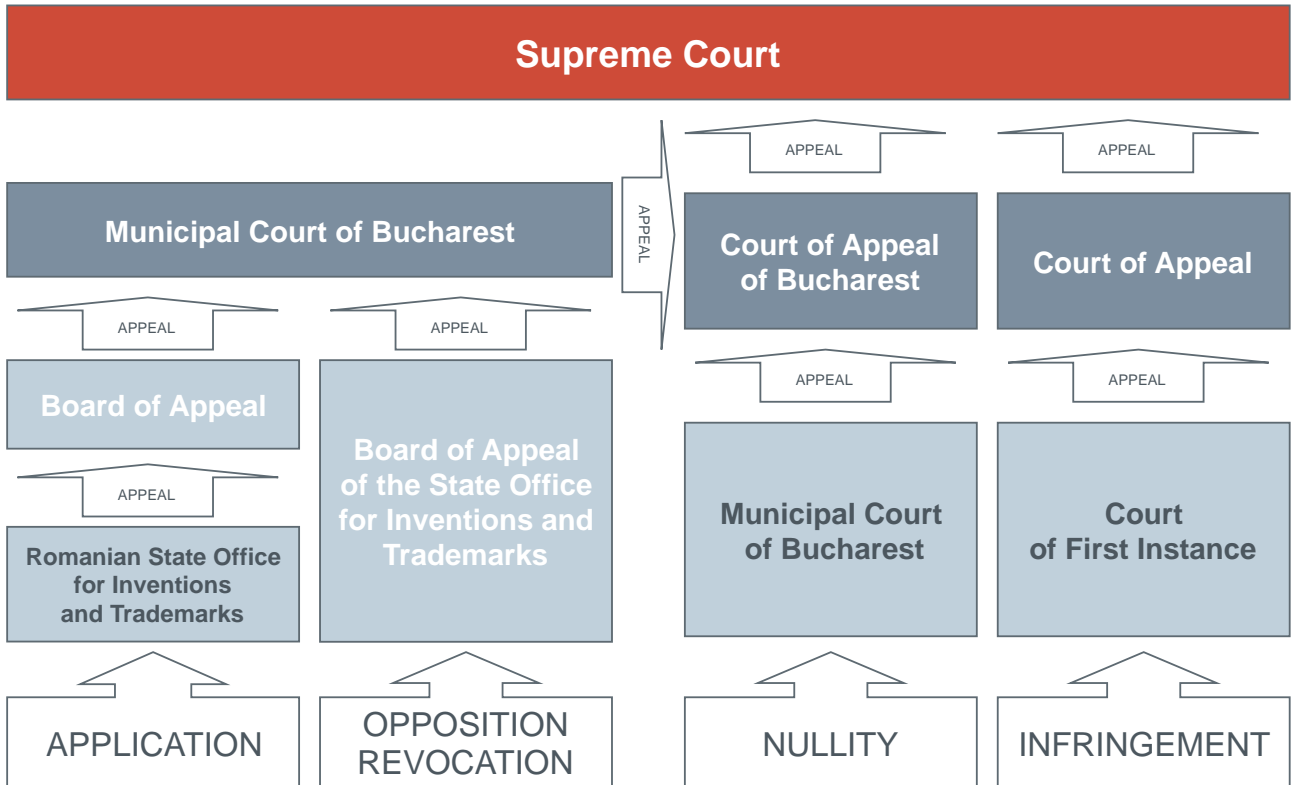 Supreme Court
APPEAL
APPEAL
Municipal Court of Bucharest
APPEAL
Court of Appeal
of Bucharest
Court of Appeal
APPEAL
APPEAL
APPEAL
APPEAL
Board of Appeal
Board of Appeal
of the State Office
for Inventions and
Trademarks
APPEAL
Romanian State Office
for Inventions
and Trademarks
Municipal Court
of Bucharest
Court
of First Instance
APPLICATION
OPPOSITION
REVOCATION
NULLITY
INFRINGEMENT